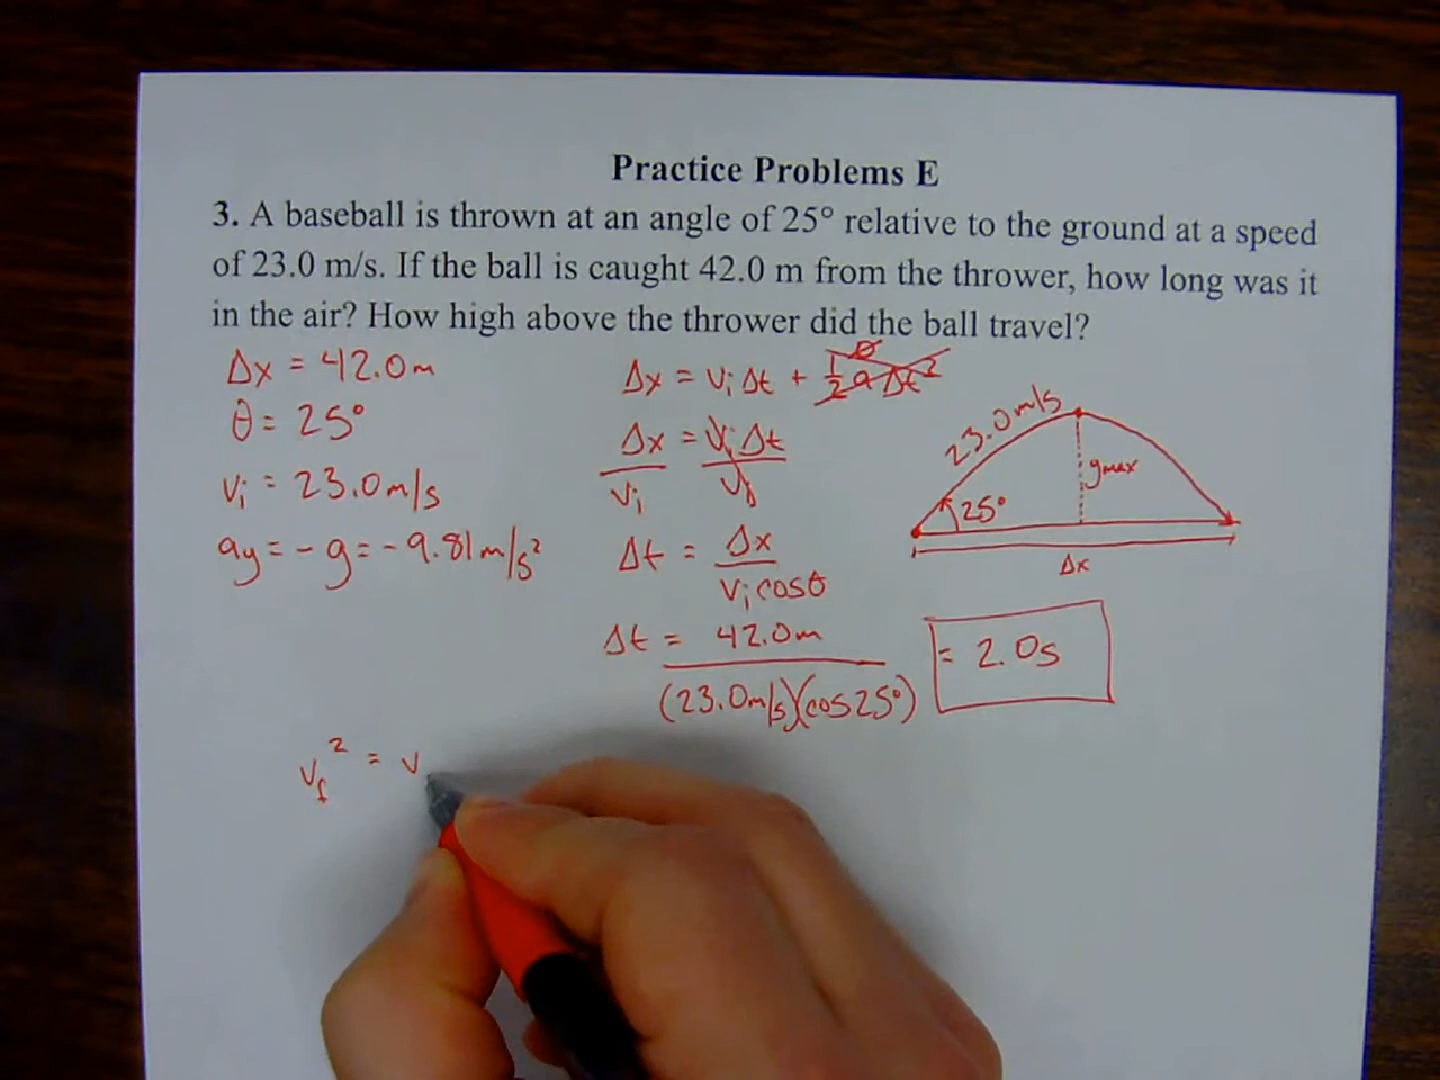 Practice Problems E
3. A baseball is thrown at an angle of 25° relative to the ground at a speed
of 23.0 m/s. If the ball is caught 42.0 m from the thrower, how long was it
in the air? How high above the thrower did the ball travel?
Δx = 42.0m
θ = 25°
vᵢ = 23.0m/s
ay = -g = -9.81m/s²
Δx = vᵢΔt + ½aΔt²
0
Δx = vᵢΔt
vᵢ vᵢ
Δt = Δx
vᵢcosθ
Δt = 42.0m
(23.0m/s)(cos25°)
= 2.0s
23.0m/s
ymax
25°
Δx
v_f² = v